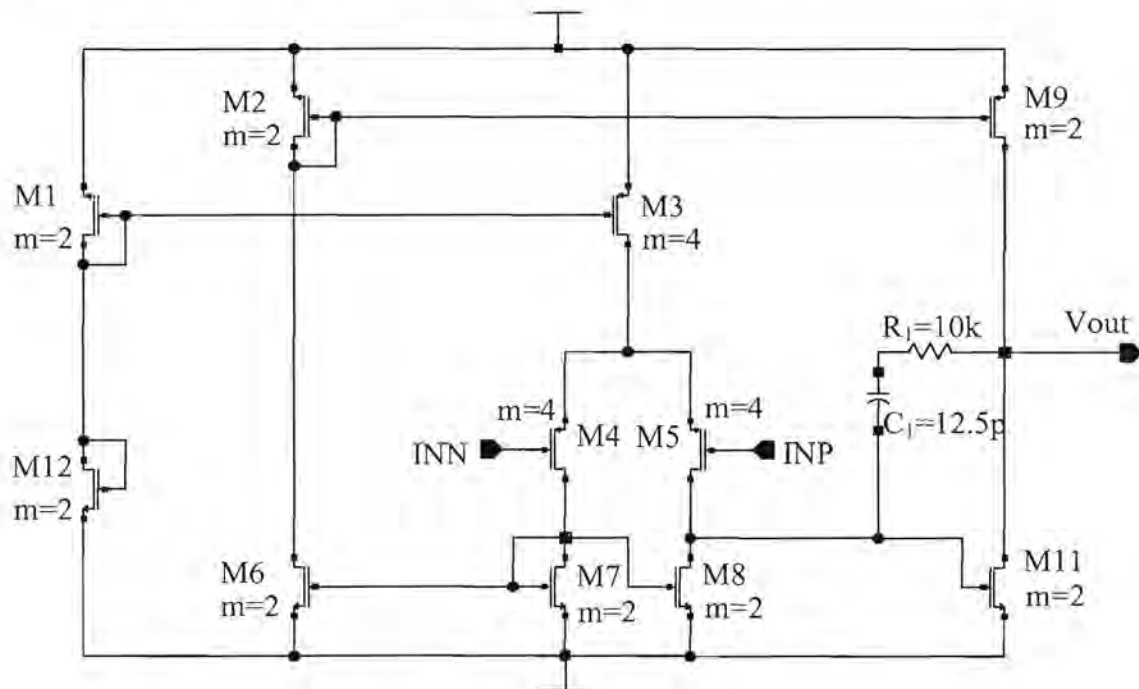 M2
m=2
M9
m=2
M1
m=2
M3
m=4
R1=10k
Vout
C1=12.5p
m=4
m=4
INN
M4
M5
INP
M12
m=2
M6
m=2
M7
m=2
M8
m=2
M11
m=2